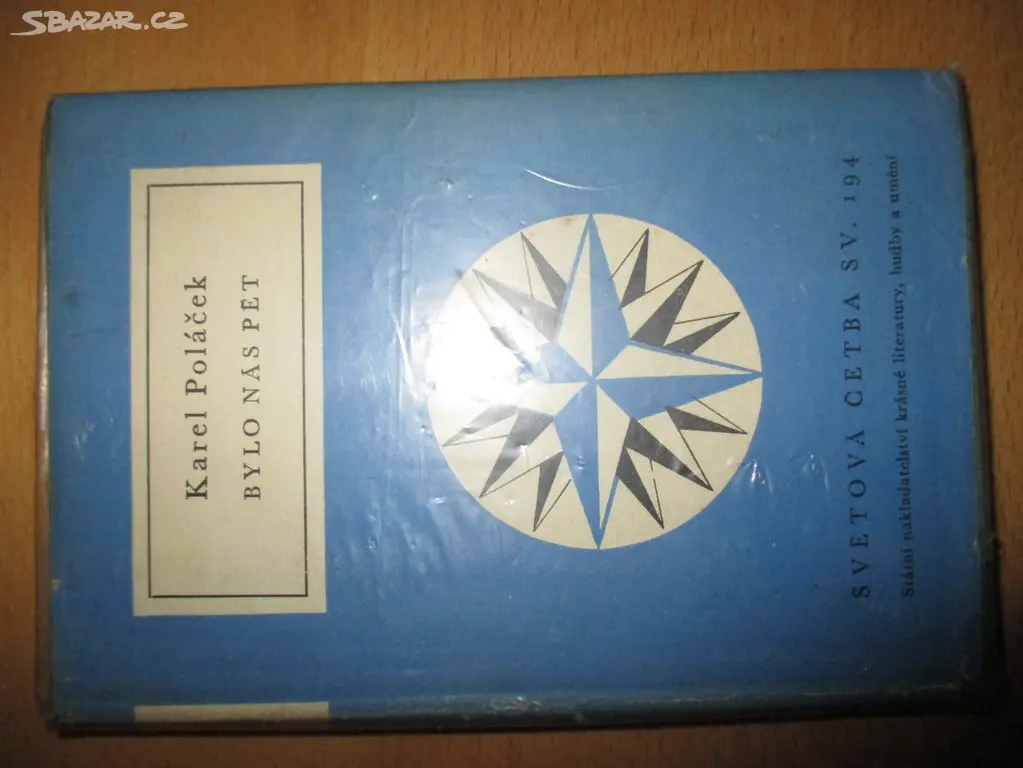 SBAZAR.CZ
Karel Poláček
BYLO NÁS PĚT
SVĚTOVÁ ČETBA SV. 194
Státní nakladatelství krásné literatury, hudby a umění